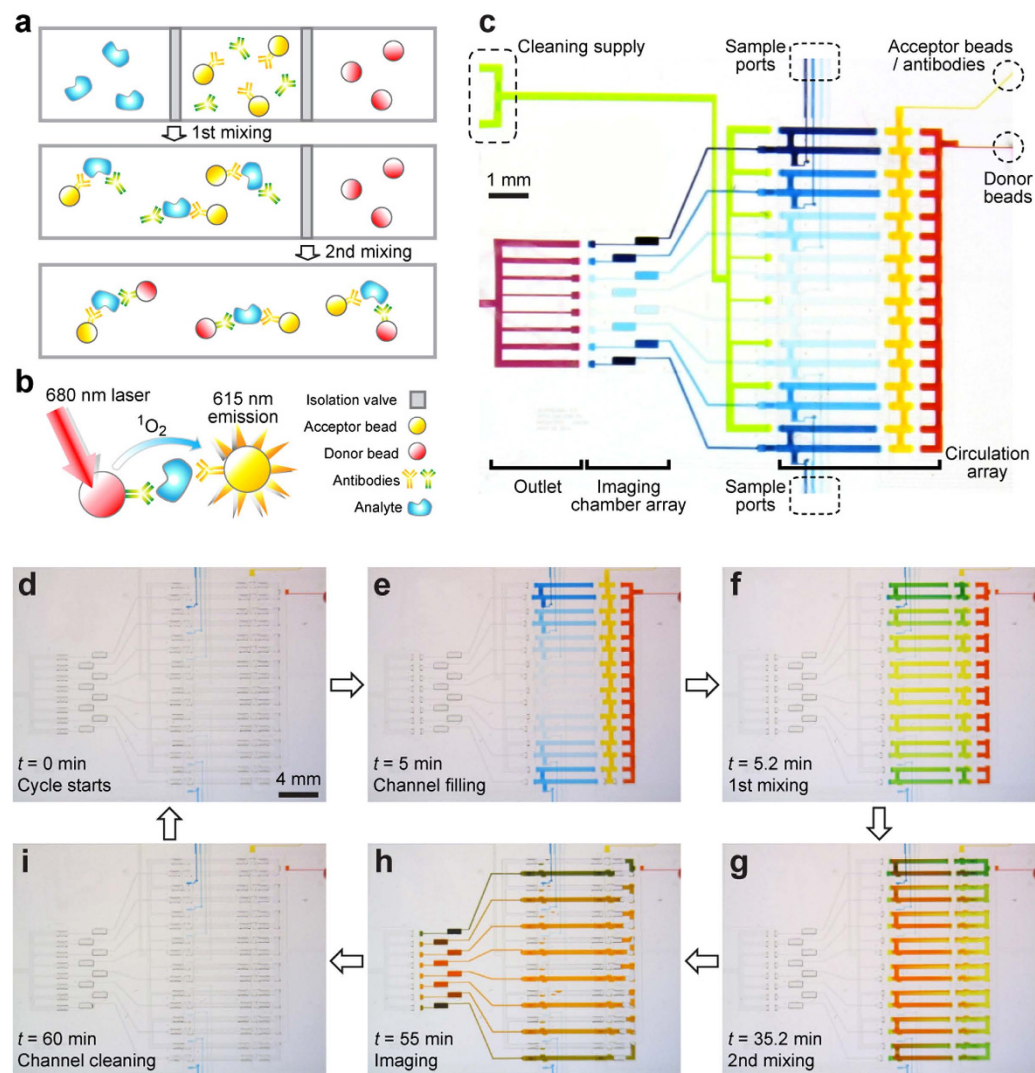 a
1st mixing
2nd mixing
b
680 nm laser
615 nm
emission
¹O₂
Isolation valve
Acceptor bead
Donor bead
Antibodies
Analyte
c
Cleaning supply
Sample
ports
Acceptor beads
/ antibodies
1 mm
Donor
beads
Circulation
array
Outlet
Imaging
chamber array
Sample
ports
d
t = 0 min
Cycle starts
4 mm
e
t = 5 min
Channel filling
f
t = 5.2 min
1st mixing
i
t = 60 min
Channel cleaning
h
t = 55 min
Imaging
g
t = 35.2 min
2nd mixing